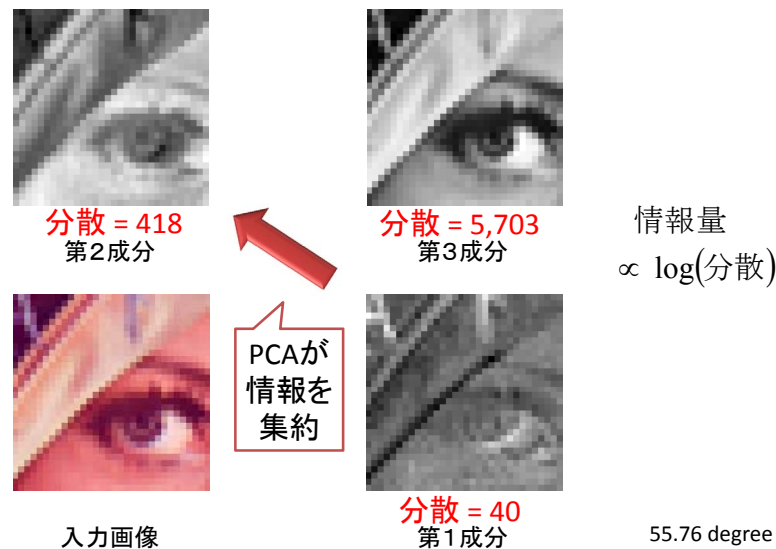 分散 = 418
第2成分
分散 = 5,703
第3成分
情報量
∝ log(分散)
PCAが
情報を
集約
入力画像
分散 = 40
第1成分
55.76 degree